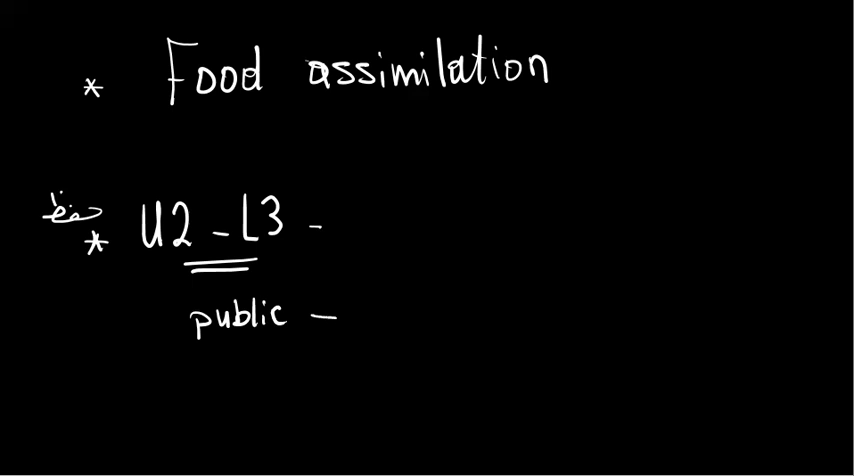 * Food assimilation
حفظ
* U2 - L3 -
public -